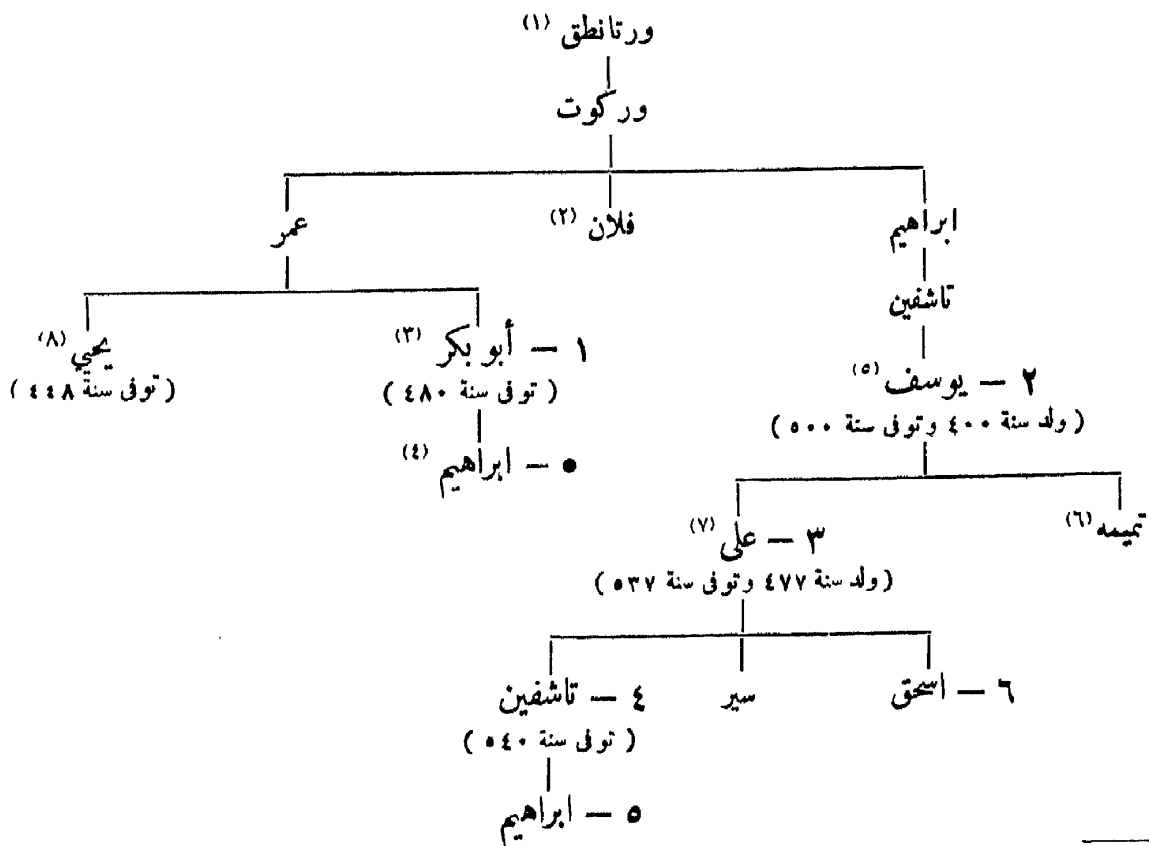 ورتانطق (١)
وركوت
ابراهيم
فلان (٢)
عمر
تاشفين
١ — أبو بكر (٣)
يحيي (٨)
( توفى سنة ٤٨٠ )
( توفى سنة ٤٤٨ )
٢ — يوسف (٥)
( ولد سنة ٤٠٠ وتوفى سنة ٥٠٠ )
• — ابراهيم (٤)
تميمه (٦)
٣ — على (٧)
( ولد سنة ٤٧٧ وتوفى سنة ٥٣٧ )
٦ — اسحق
سير
٤ — تاشفين
( توفى سنة ٥٤٠ )
٥ — ابراهيم